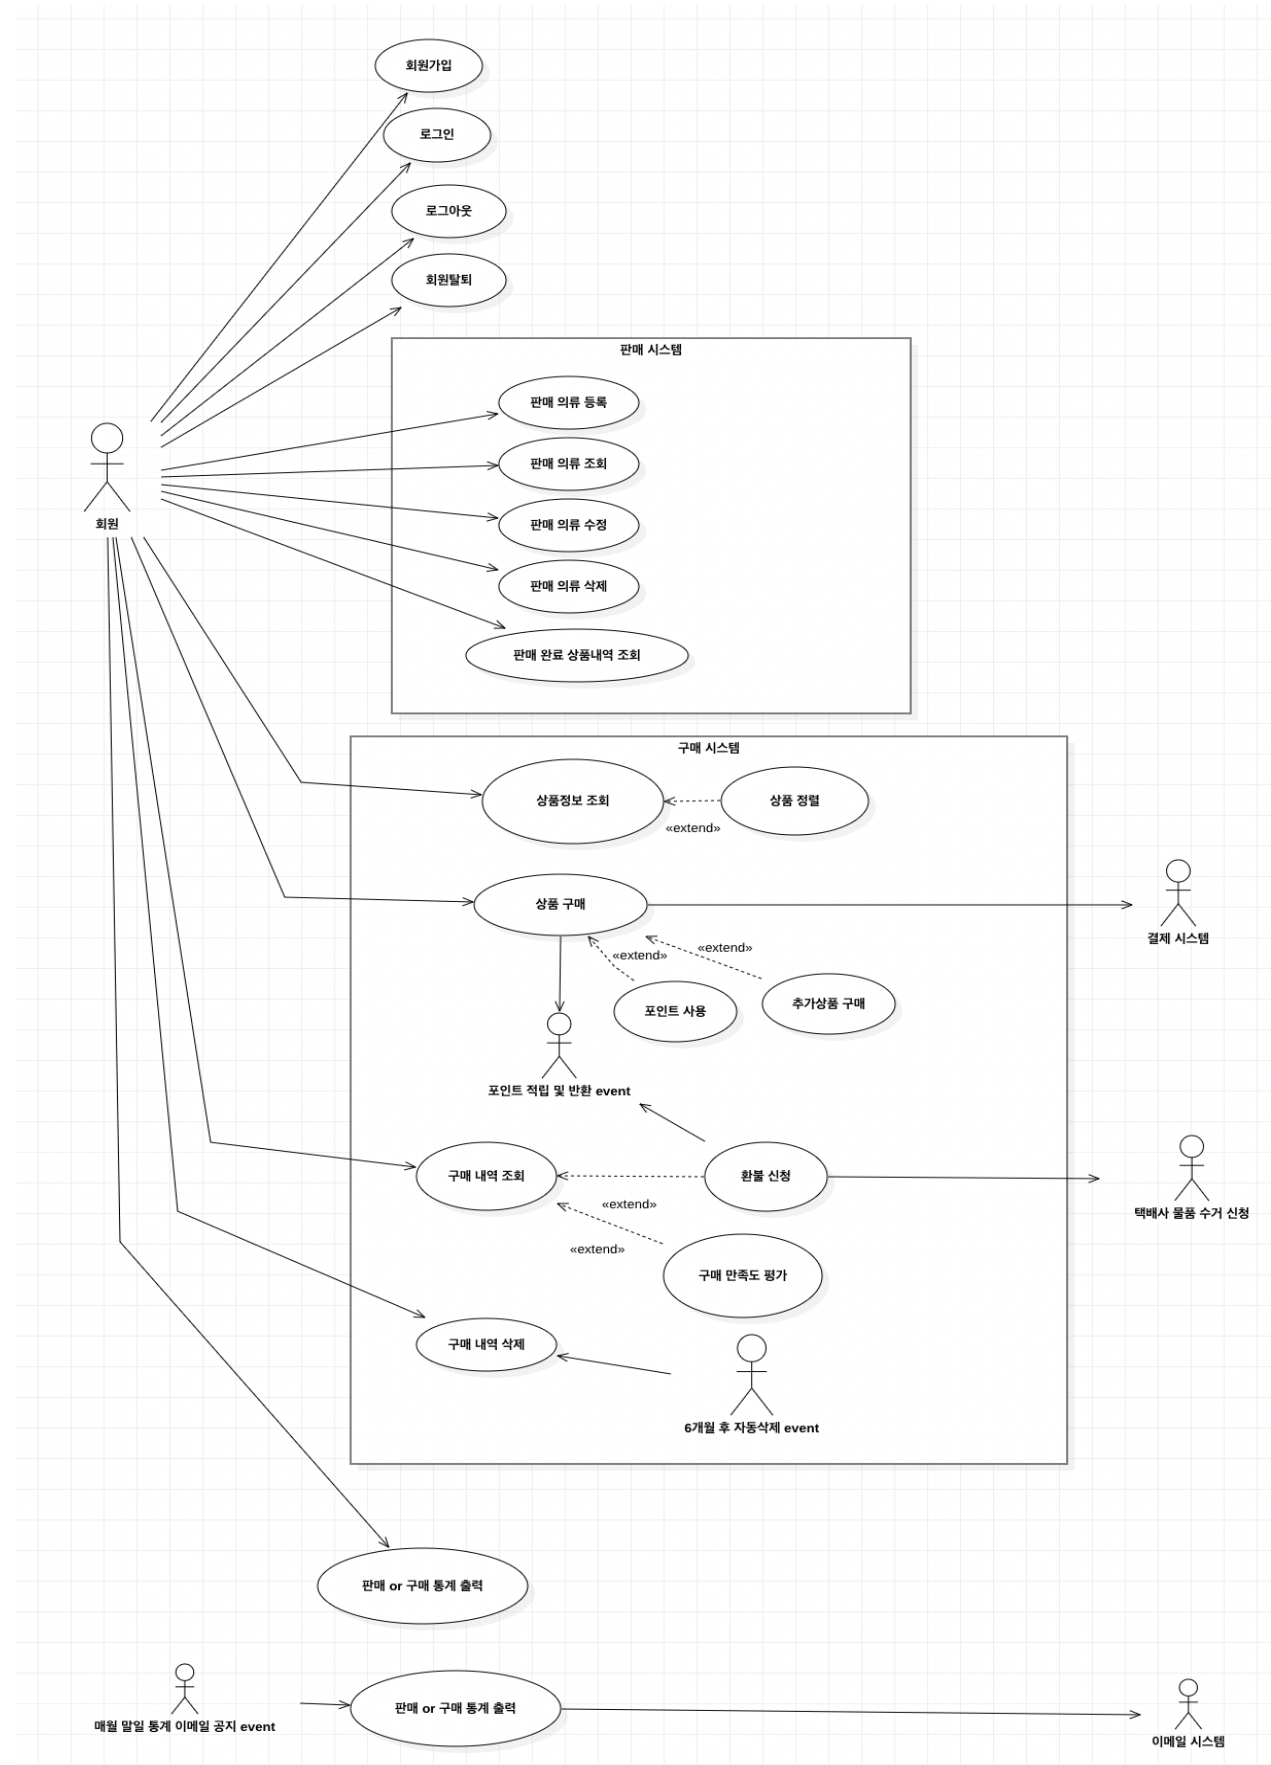 회원가입
로그인
로그아웃
회원탈퇴
판매 시스템
판매 의류 등록
판매 의류 조회
판매 의류 수정
판매 의류 삭제
판매 완료 상품내역 조회
회원
구매 시스템
상품정보 조회
상품 정렬
«extend»
상품 구매
결제 시스템
«extend»
«extend»
포인트 사용
추가상품 구매
포인트 적립 및 반환 event
구매 내역 조회
환불 신청
택배사 물품 수거 신청
«extend»
«extend»
구매 만족도 평가
구매 내역 삭제
6개월 후 자동삭제 event
판매 or 구매 통계 출력
매월 말일 통계 이메일 공지 event
판매 or 구매 통계 출력
이메일 시스템